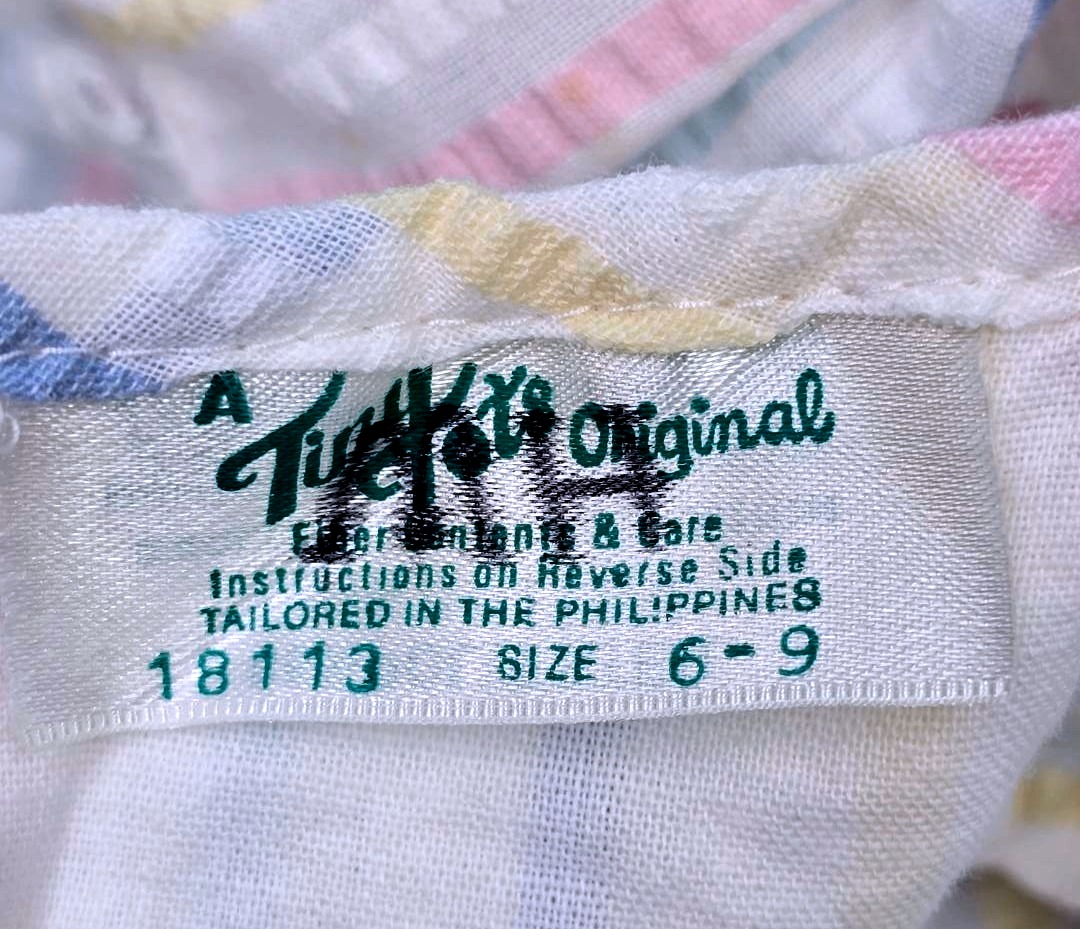 A Original
Fiber Contents & Care
Instructions on Reverse Side
TAILORED IN THE PHILIPPINES
18113 SIZE 6-9